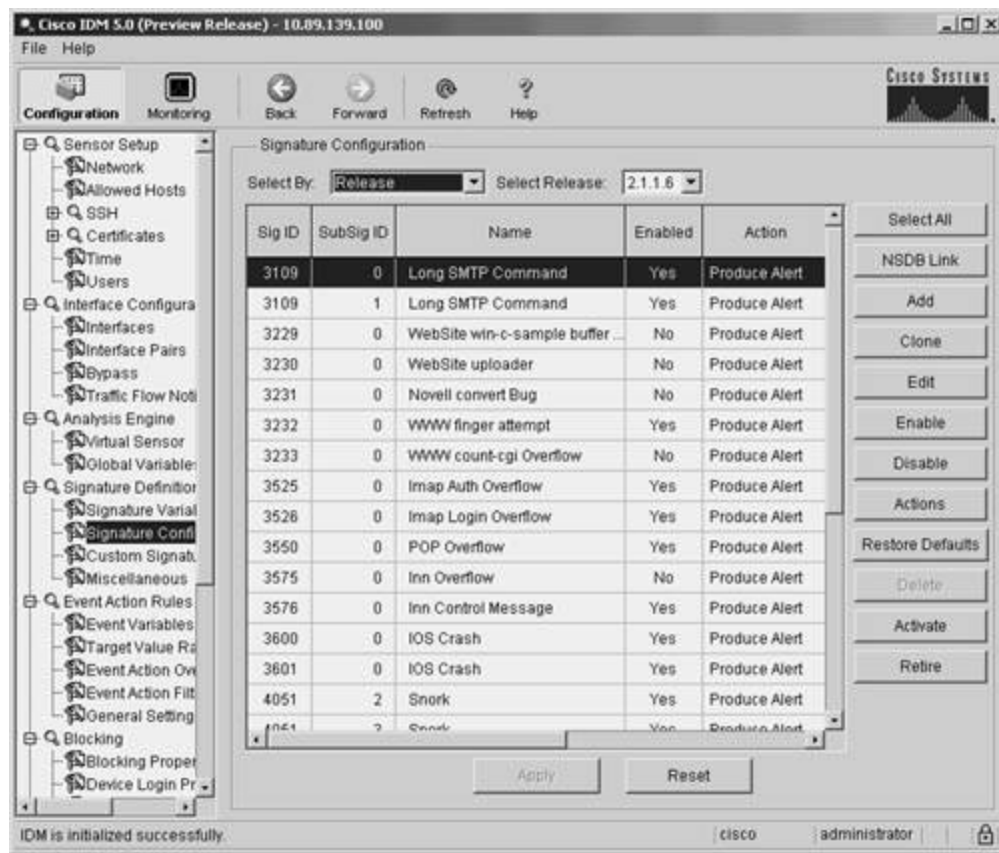 Cisco IDM 5.0 (Preview Release) - 10.89.139.100
File Help
Configuration Monitoring Back Forward Refresh Help
CISCO SYSTEMS
Sensor Setup
Network
Allowed Hosts
SSH
Certificates
Time
Users
Interface Configura
Interfaces
Interface Pairs
Bypass
Traffic Flow Noti
Analysis Engine
Virtual Sensor
Global Variable
Signature Definition
Signature Varial
Signature Confi
Custom Signatu
Miscellaneous
Event Action Rules
Event Variables
Target Value Ra
Event Action Ove
Event Action Filt
General Setting
Blocking
Blocking Proper
Device Login Pr
Signature Configuration
Select By: Release Select Release: 2.1.1.6
Sig ID SubSig ID Name Enabled Action
3109 0 Long SMTP Command Yes Produce Alert
3109 1 Long SMTP Command Yes Produce Alert
3229 0 WebSite win-c-sample buffer ... No Produce Alert
3230 0 WebSite uploader No Produce Alert
3231 0 Novell convert Bug No Produce Alert
3232 0 WWW finger attempt Yes Produce Alert
3233 0 WWW count-cgi Overflow No Produce Alert
3525 0 Imap Auth Overflow Yes Produce Alert
3526 0 Imap Login Overflow Yes Produce Alert
3550 0 POP Overflow Yes Produce Alert
3575 0 Inn Overflow No Produce Alert
3576 0 Inn Control Message Yes Produce Alert
3600 0 IOS Crash Yes Produce Alert
3601 0 IOS Crash Yes Produce Alert
4051 2 Snork Yes Produce Alert
Snork Yes Produce Alert
Select All
NSDB Link
Add
Clone
Edit
Enable
Disable
Actions
Restore Defaults
Delete
Activate
Retire
Apply Reset
IDM is initialized successfully. cisco administrator